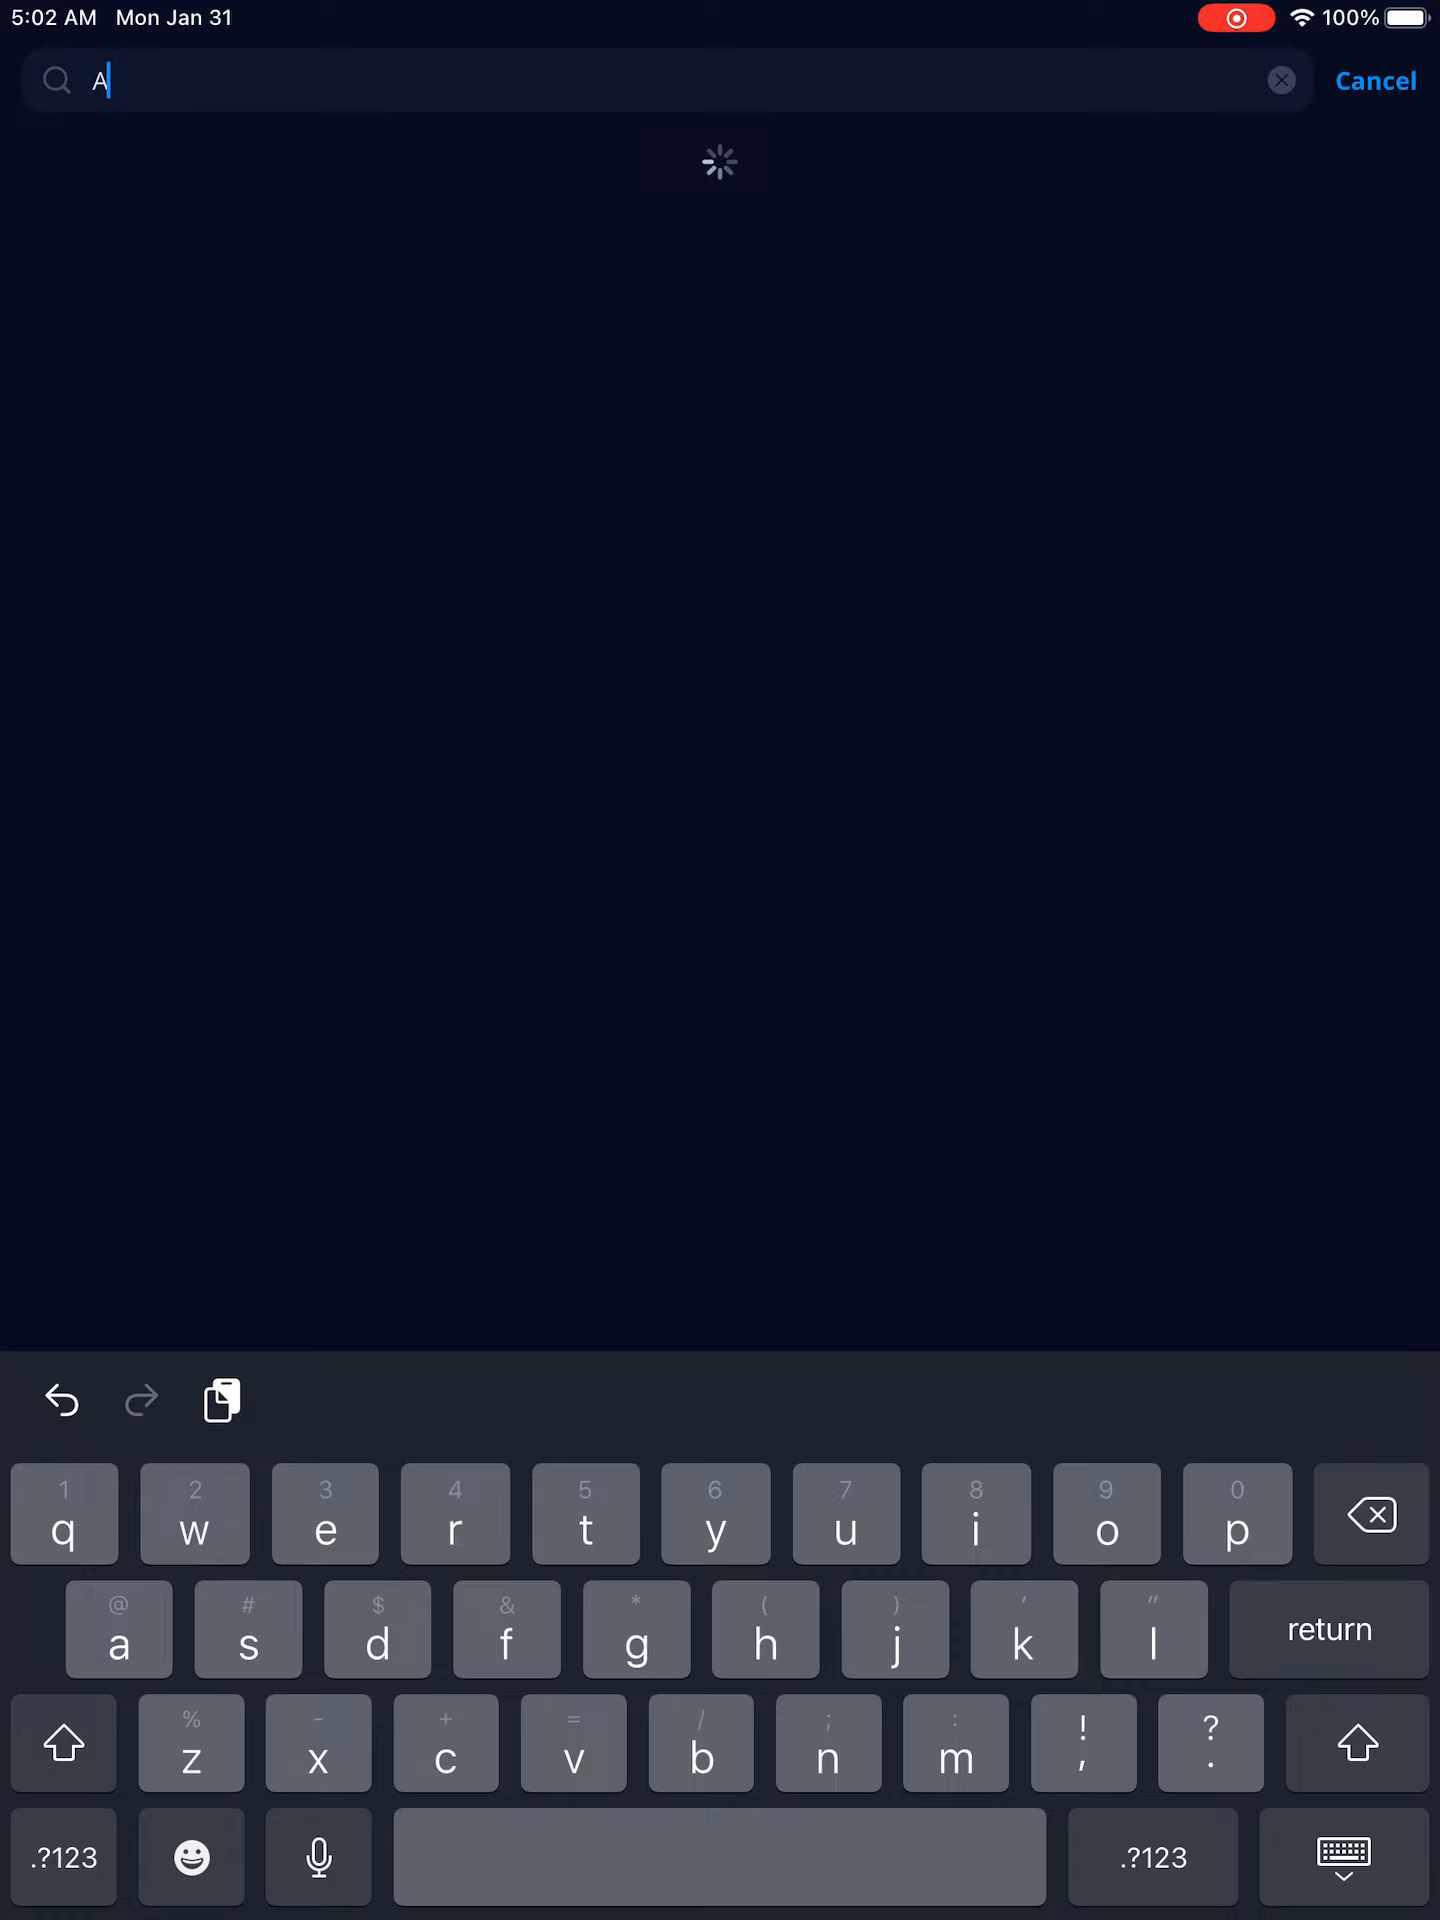 5:02 AM Mon Jan 31 100%
A Cancel
1 2 3 4 5 6 7 8 9 0
q w e r t y u i o p
@ # $ & * ( ) ' "
a s d f g h j k l return
% - + = / ; : ! ?
z x c v b n m , .
.?123 .?123